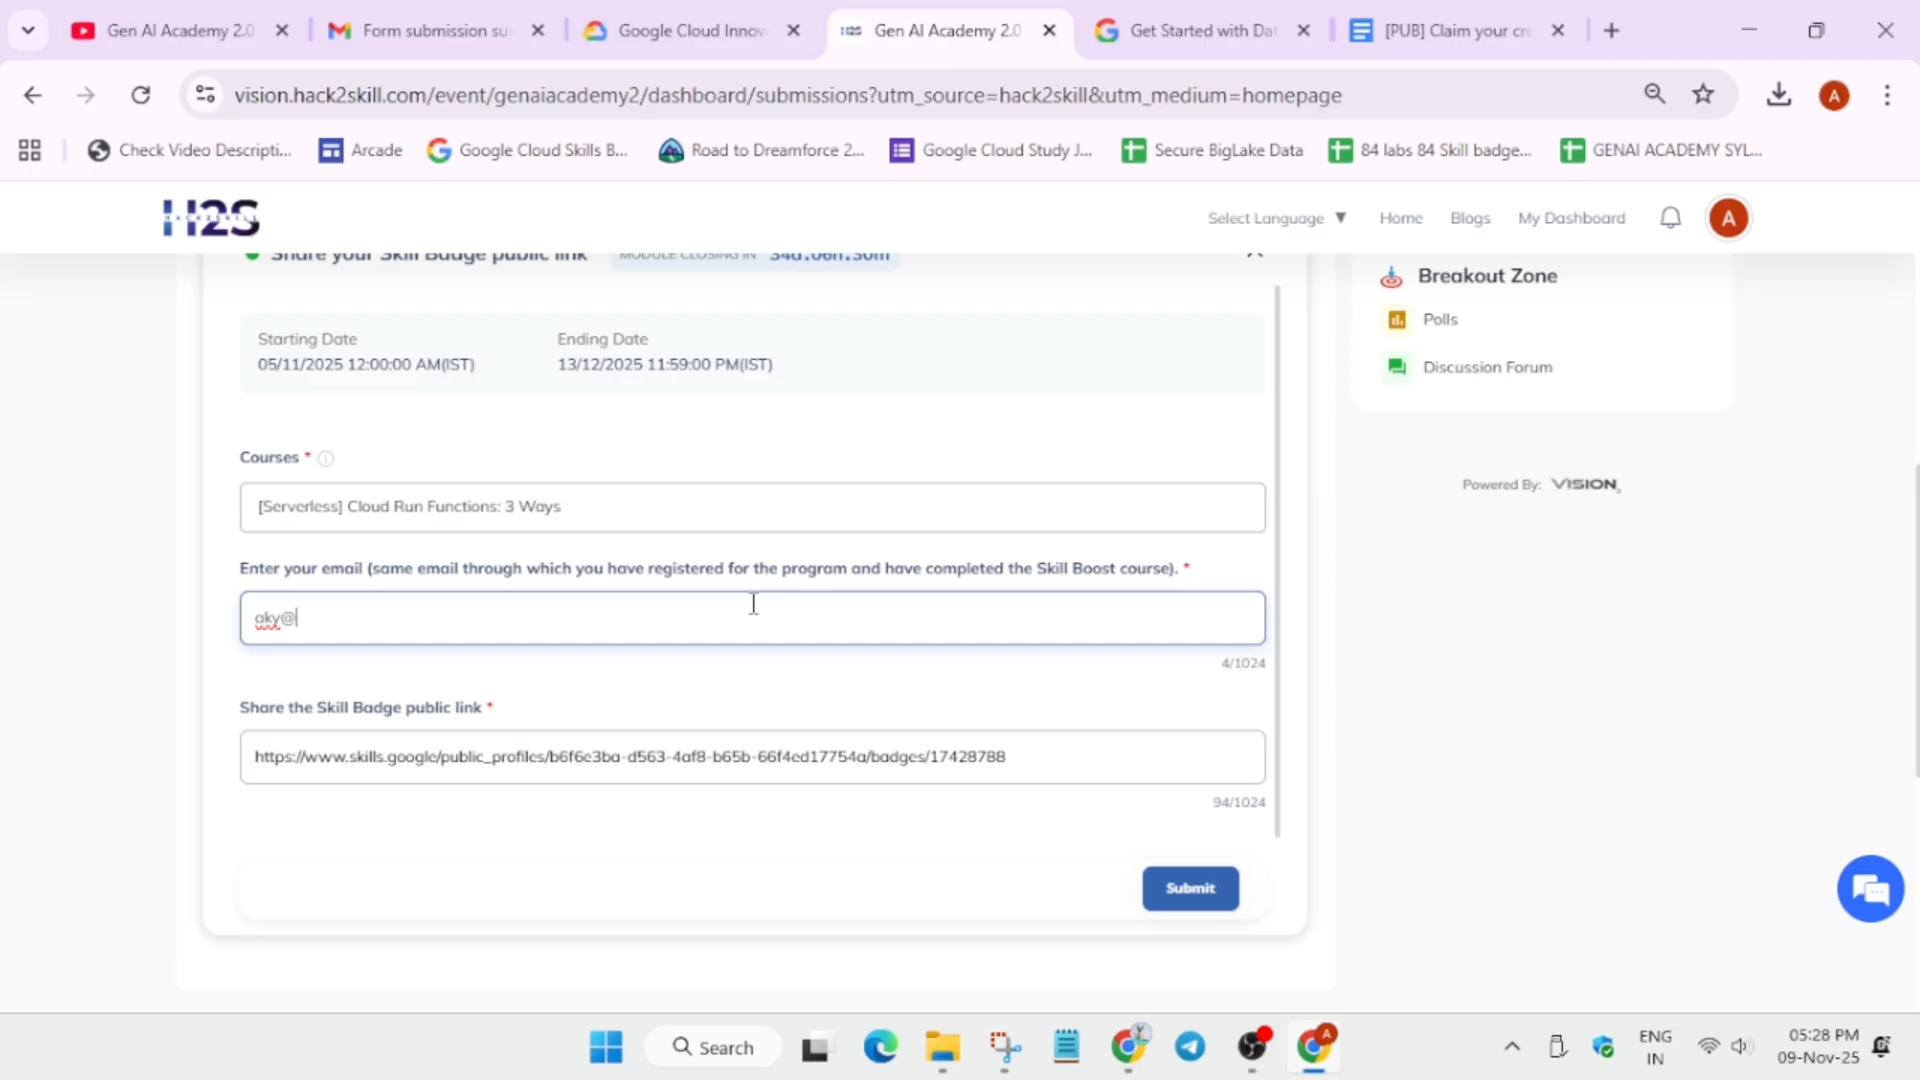 Gen AI Academy 2.0
Form submission su
Google Cloud Innov
Gen AI Academy 2.0
Get Started with Dat
[PUB] Claim your cr
vision.hack2skill.com/event/genaiacademy2/dashboard/submissions?utm_source=hack2skill&utm_medium=homepage
A
Check Video Descripti...
Arcade
Google Cloud Skills B...
Road to Dreamforce 2...
Google Cloud Study J...
Secure BigLake Data
84 labs 84 Skill badge...
GENAI ACADEMY SYL...
H2S
HACK2SKILL
Select Language ▼
Home
Blogs
My Dashboard
A
Share your Skill Badge public link
MODULE CLOSING IN 34d:06h:30m
Breakout Zone
Polls
Discussion Forum
Starting Date
05/11/2025 12:00:00 AM(IST)
Ending Date
13/12/2025 11:59:00 PM(IST)
Courses *
[Serverless] Cloud Run Functions: 3 Ways
Powered By: VISION
Enter your email (same email through which you have registered for the program and have completed the Skill Boost course). *
aky@
4/1024
Share the Skill Badge public link *
https://www.skills.google/public_profiles/b6f6e3ba-d563-4af8-b65b-66f4ed17754a/badges/17428788
94/1024
Submit
Search
A
ENG
IN
05:28 PM
09-Nov-25